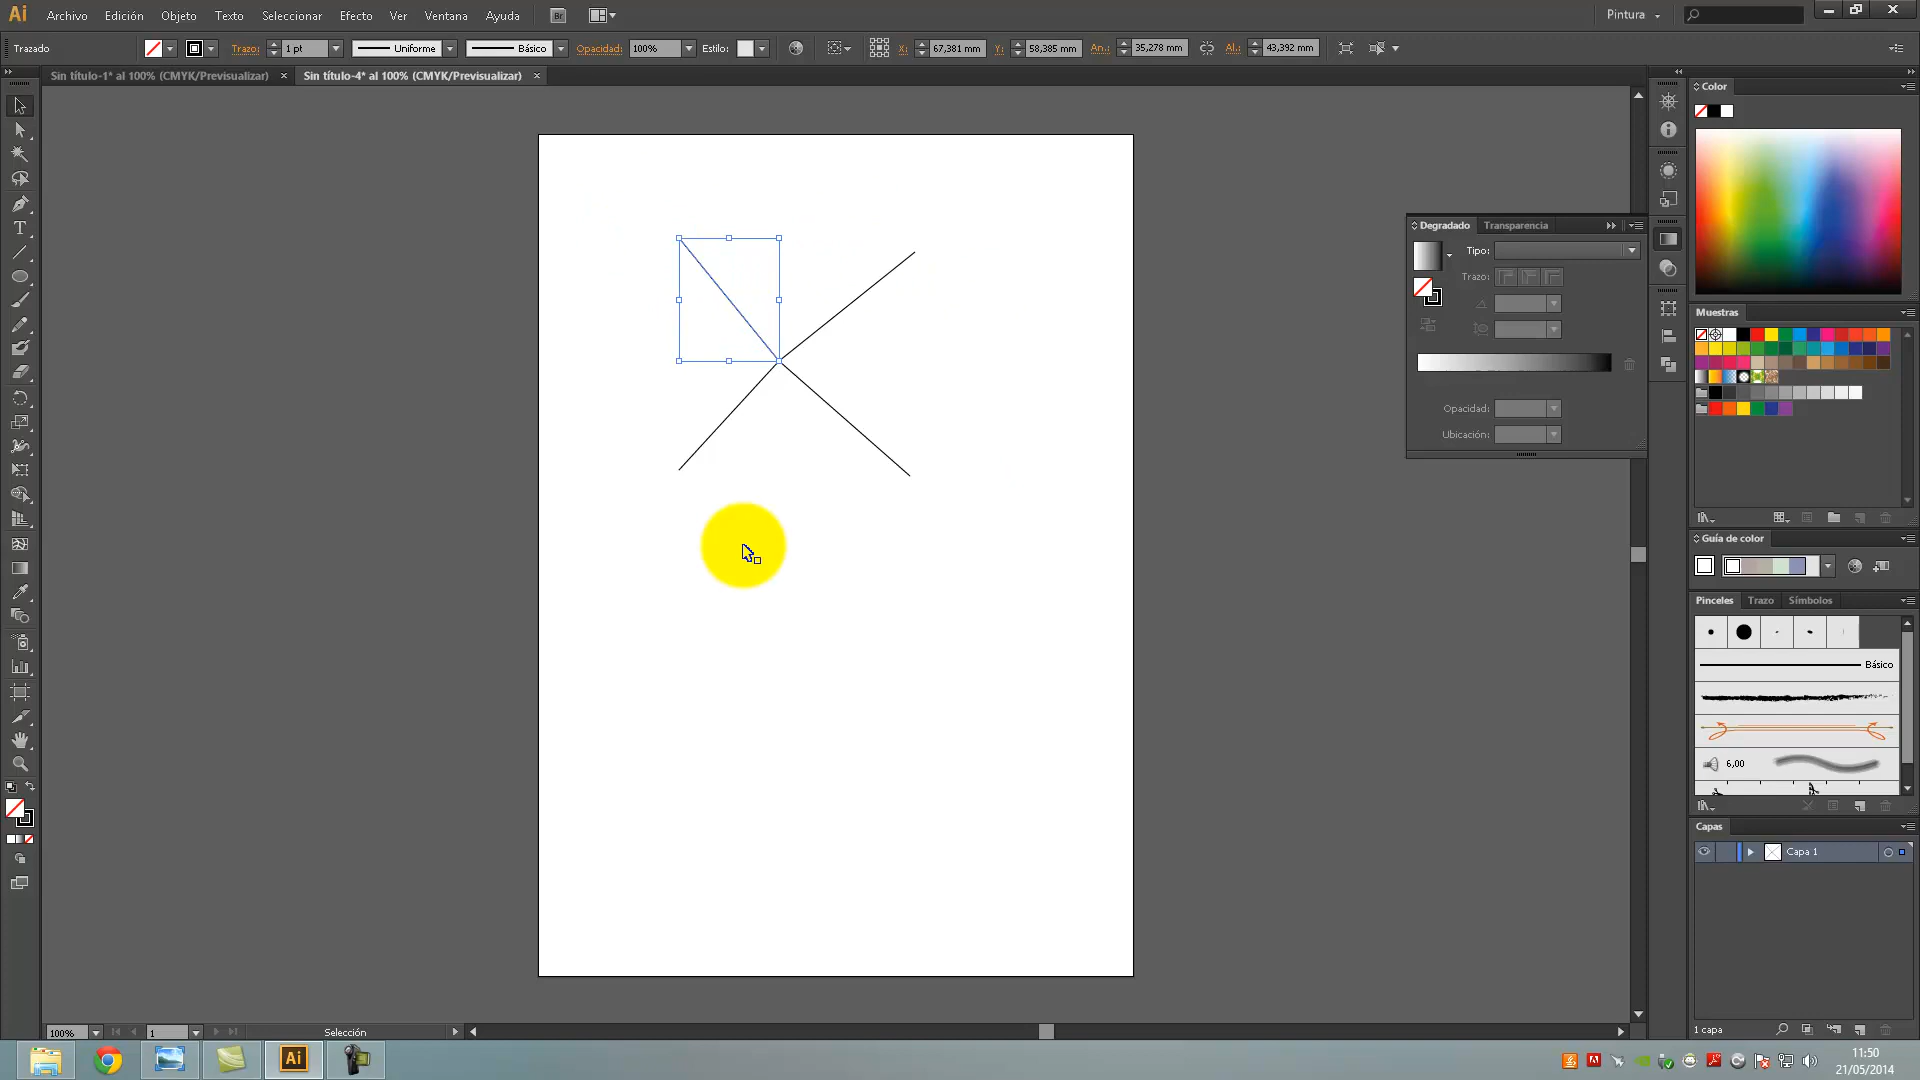 Ai Archivo Edición Objeto Texto Seleccionar Efecto Ver Ventana Ayuda Br Pintura
Trazado Trazo: 1 pt Uniforme Básico Opacidad: 100% Estilo: X: 67,381 mm Y: 58,385 mm An.: 35,278 mm Al.: 43,392 mm
Sin título-1* al 100% (CMYK/Previsualizar) Sin título-4* al 100% (CMYK/Previsualizar)
Color
Degradado Transparencia
Tipo:
Trazo:
Opacidad:
Ubicación:
Muestras
Guía de color
Pinceles Trazo Símbolos
Básico
6,00
Capas
Capa 1
1 capa
100% 1 Selección
Ai
11:50
21/05/2014